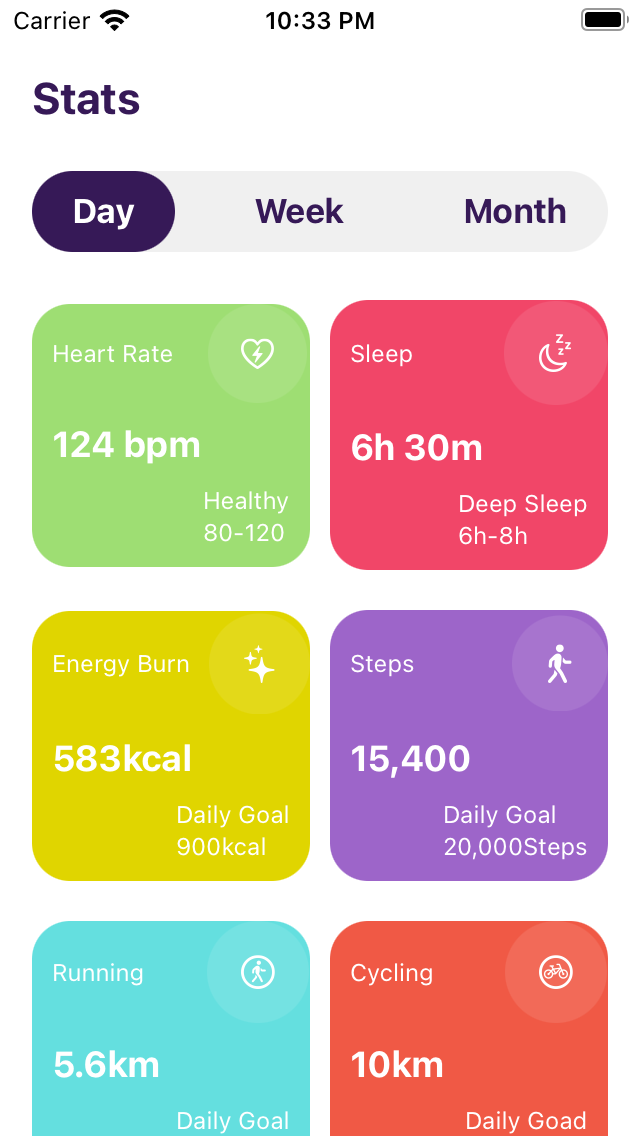 Carrier 10:33 PM
Stats
Day Week Month
Heart Rate
124 bpm
Healthy
80-120
Sleep
6h 30m
Deep Sleep
6h-8h
Energy Burn
583kcal
Daily Goal
900kcal
Steps
15,400
Daily Goal
20,000Steps
Running
5.6km
Daily Goal
Cycling
10km
Daily Goad